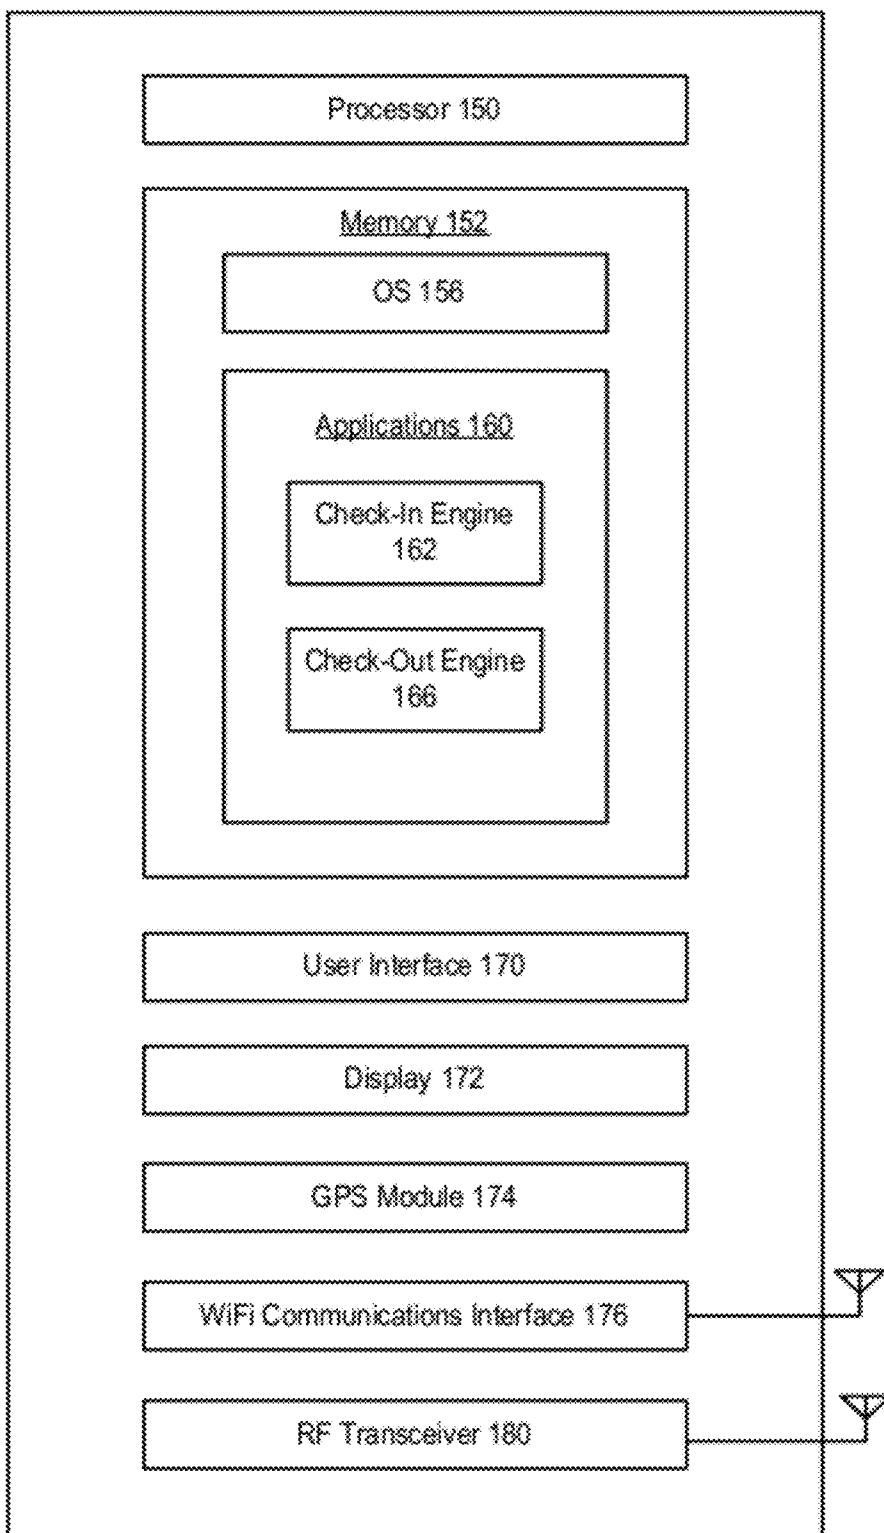 Processor 150
Memory 152
OS 156
Applications 160
Check-In Engine
162
Check-Out Engine
166
User Interface 170
Display 172
GPS Module 174
WiFi Communications Interface 176
RF Transceiver 180